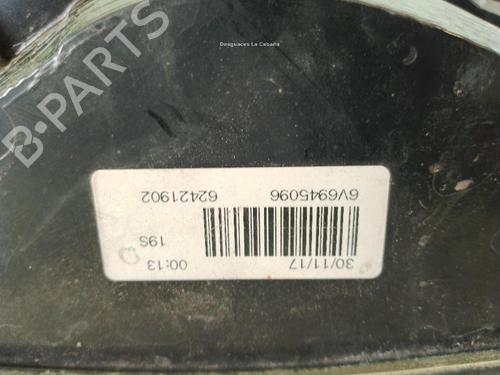 Desguaces La Cabaña
B-PARTS
30/11/17 00:13
19S
6V6945096 62421902